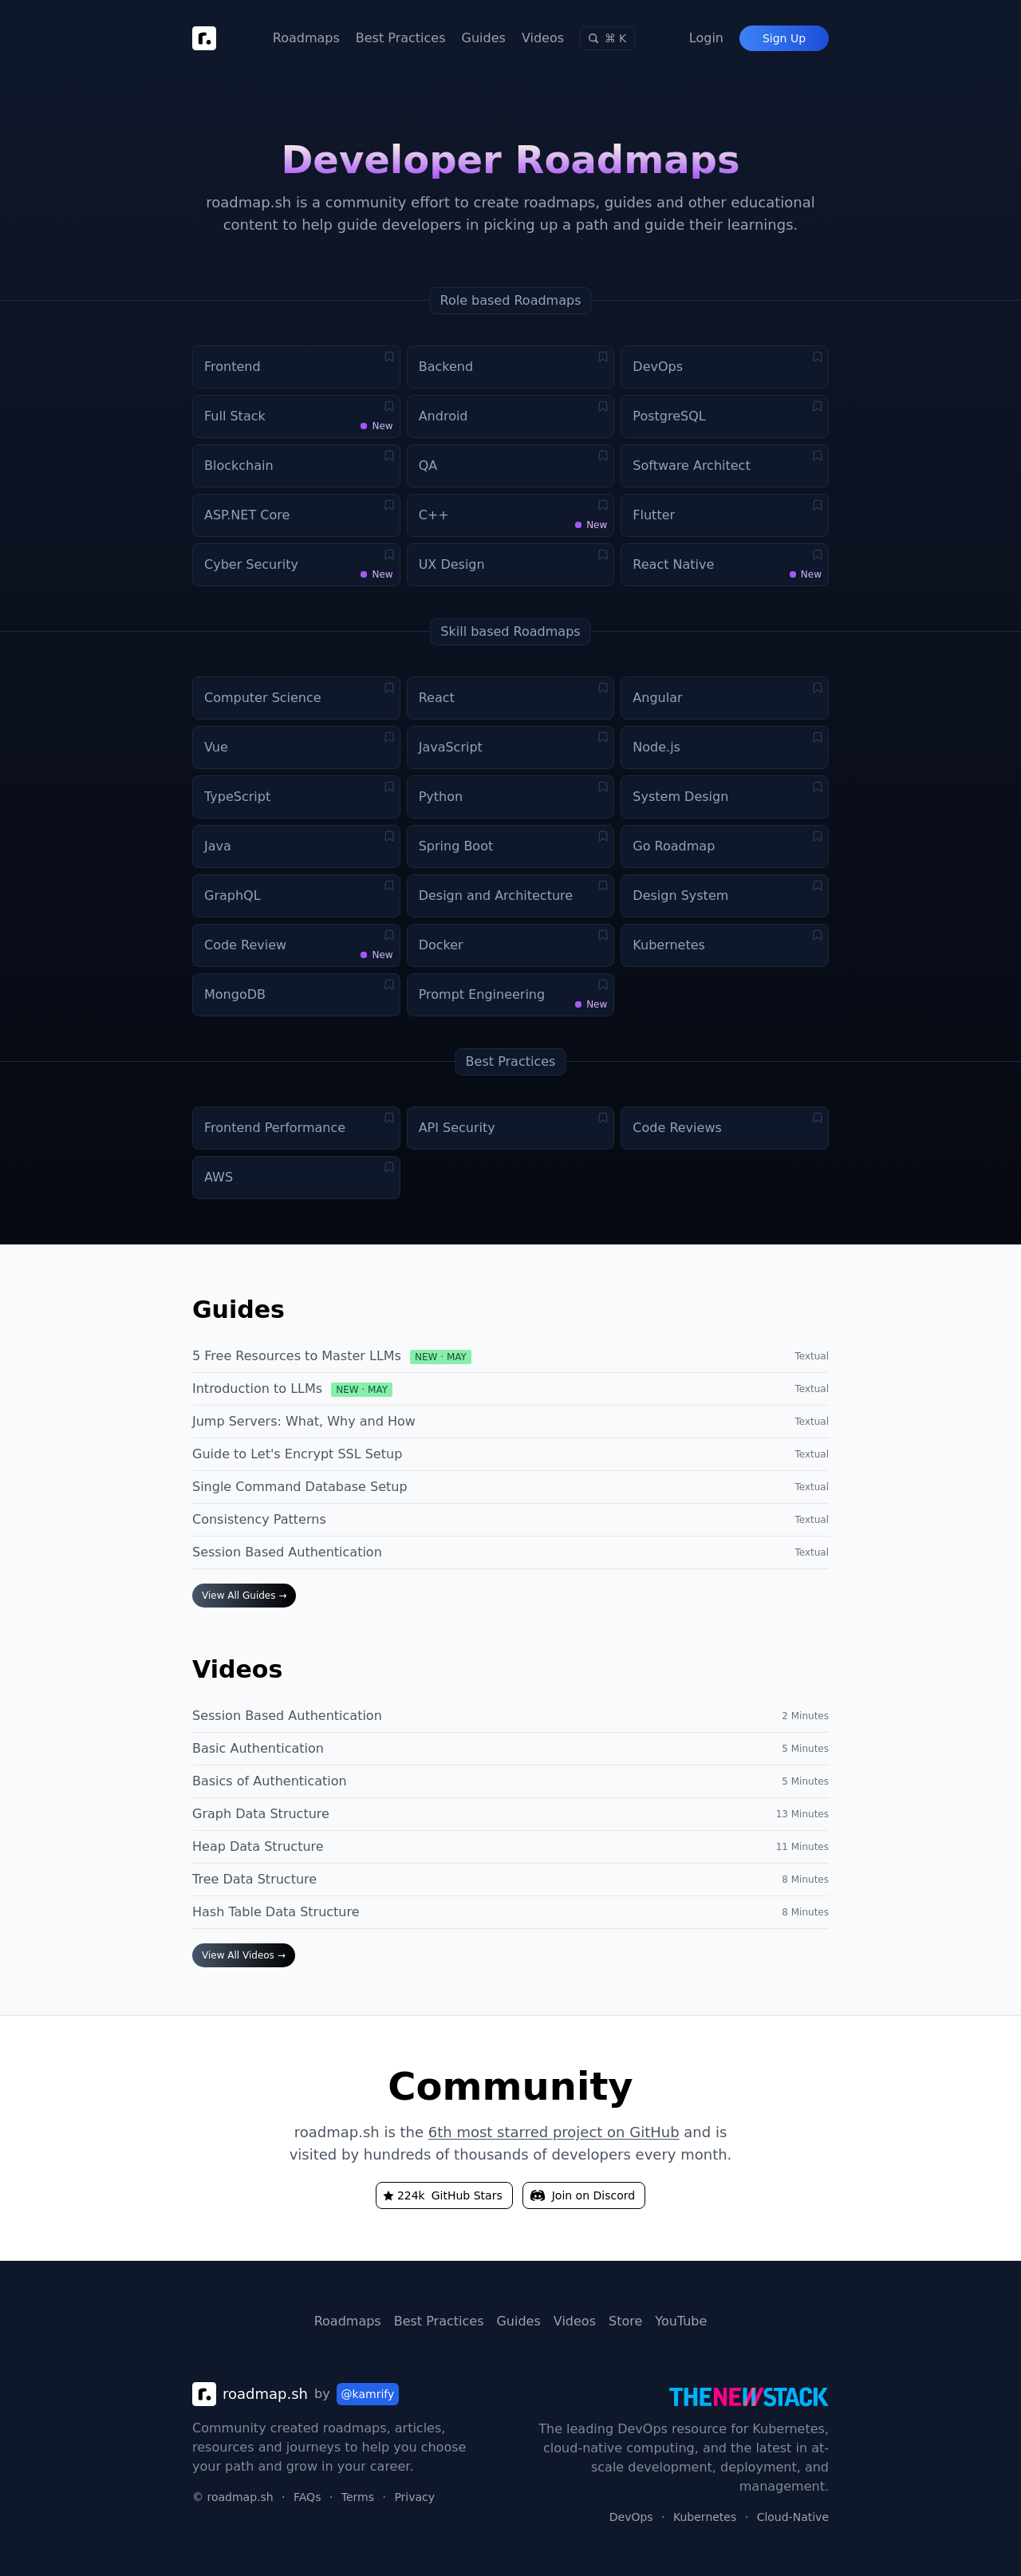 Roadmaps Best Practices Guides Videos ⌘ K Login Sign Up
Developer Roadmaps
roadmap.sh is a community effort to create roadmaps, guides and other educational
content to help guide developers in picking up a path and guide their learnings.
Role based Roadmaps
Frontend Backend DevOps
Full Stack New Android PostgreSQL
Blockchain QA Software Architect
ASP.NET Core C++ New Flutter
Cyber Security New UX Design React Native New
Skill based Roadmaps
Computer Science React Angular
Vue JavaScript Node.js
TypeScript Python System Design
Java Spring Boot Go Roadmap
GraphQL Design and Architecture Design System
Code Review New Docker Kubernetes
MongoDB Prompt Engineering New
Best Practices
Frontend Performance API Security Code Reviews
AWS
Guides
5 Free Resources to Master LLMs NEW · MAY Textual
Introduction to LLMs NEW · MAY Textual
Jump Servers: What, Why and How Textual
Guide to Let's Encrypt SSL Setup Textual
Single Command Database Setup Textual
Consistency Patterns Textual
Session Based Authentication Textual
View All Guides →
Videos
Session Based Authentication 2 Minutes
Basic Authentication 5 Minutes
Basics of Authentication 5 Minutes
Graph Data Structure 13 Minutes
Heap Data Structure 11 Minutes
Tree Data Structure 8 Minutes
Hash Table Data Structure 8 Minutes
View All Videos →
Community
roadmap.sh is the 6th most starred project on GitHub and is
visited by hundreds of thousands of developers every month.
★ 224k GitHub Stars Join on Discord
Roadmaps Best Practices Guides Videos Store YouTube
roadmap.sh by @kamrify
Community created roadmaps, articles,
resources and journeys to help you choose
your path and grow in your career.
© roadmap.sh · FAQs · Terms · Privacy
THENEWSTACK
The leading DevOps resource for Kubernetes,
cloud-native computing, and the latest in at-
scale development, deployment, and
management.
DevOps · Kubernetes · Cloud-Native